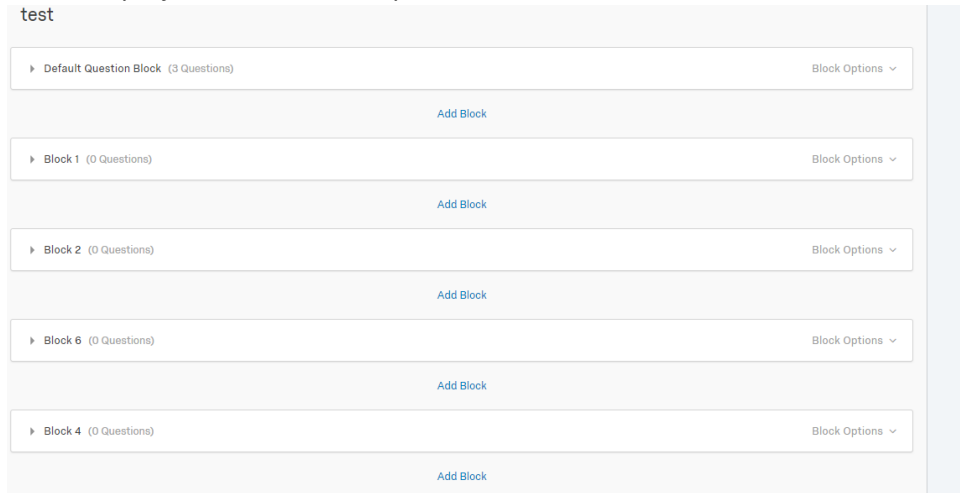 test
Default Question Block (3 Questions) Block Options
Add Block
Block 1 (0 Questions) Block Options
Add Block
Block 2 (0 Questions) Block Options
Add Block
Block 6 (0 Questions) Block Options
Add Block
Block 4 (0 Questions) Block Options
Add Block